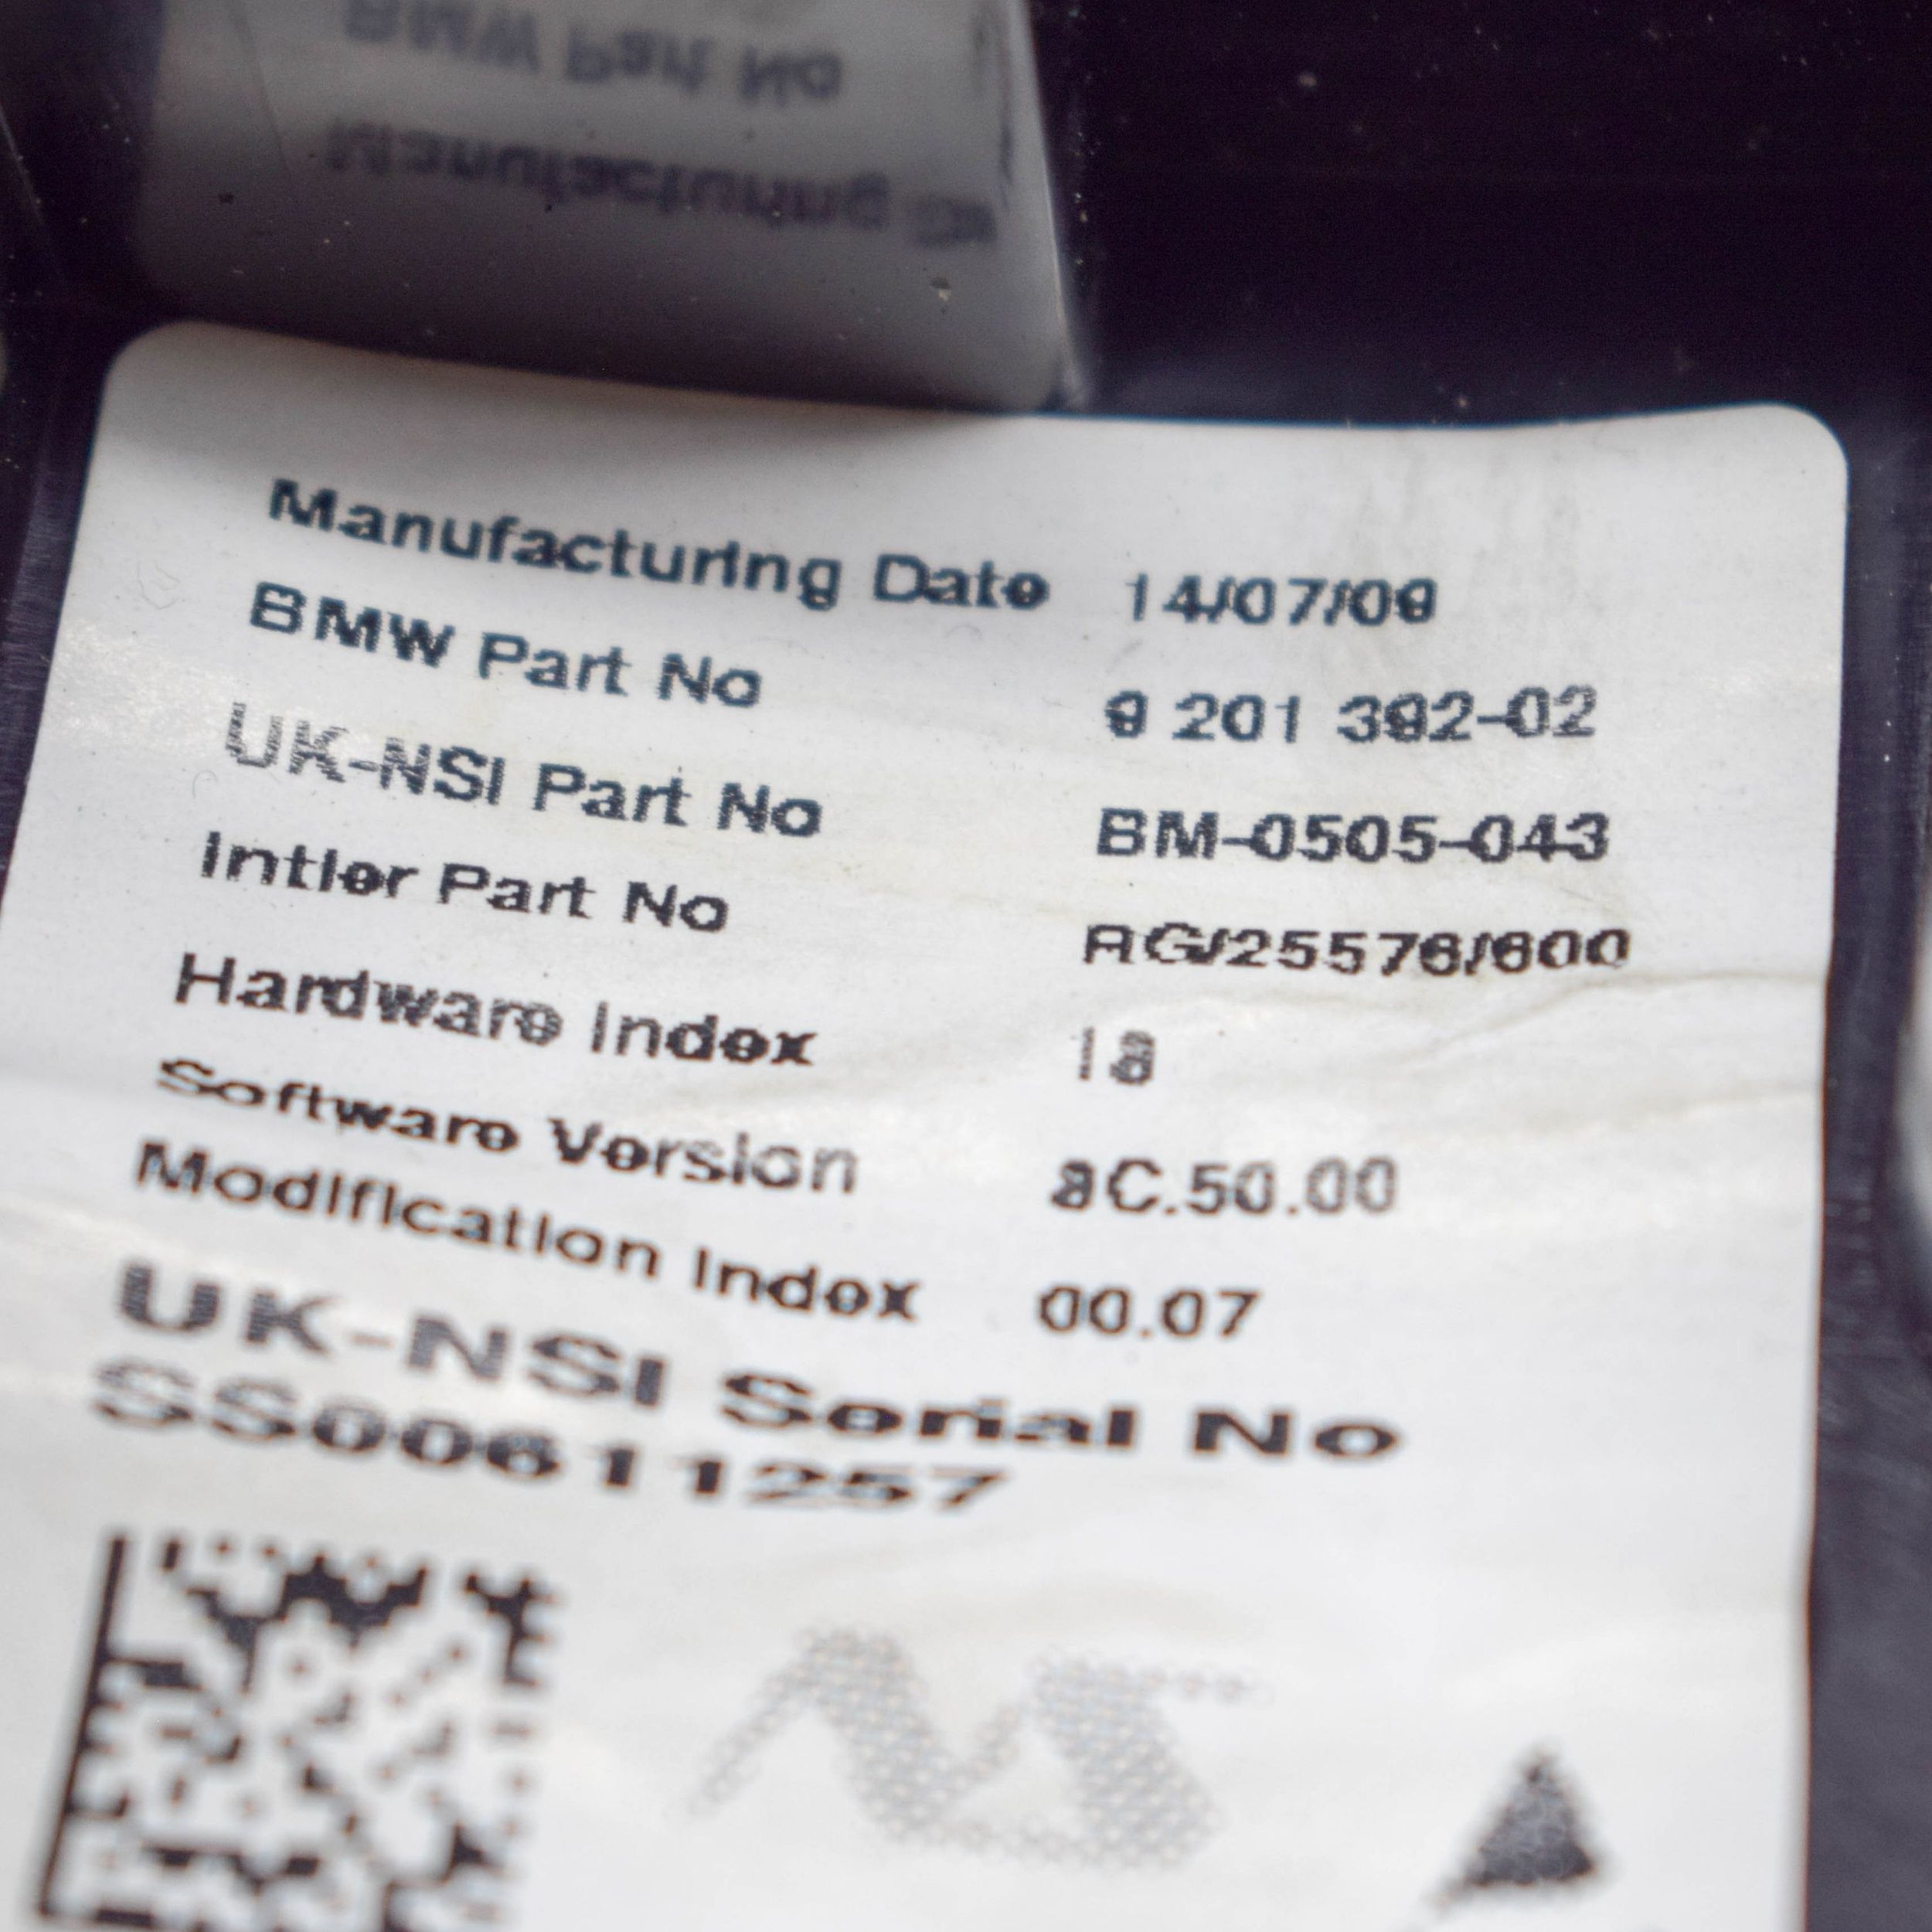 Manufacturing Date 14/07/09
BMW Part No 9 201 392-02
UK-NSI Part No BM-0505-043
Intier Part No RG/25576/600
Hardware Index 1a
Software Version aC.50.00
Modification Index 00.07
UK-NSI Serial No
SS00611257